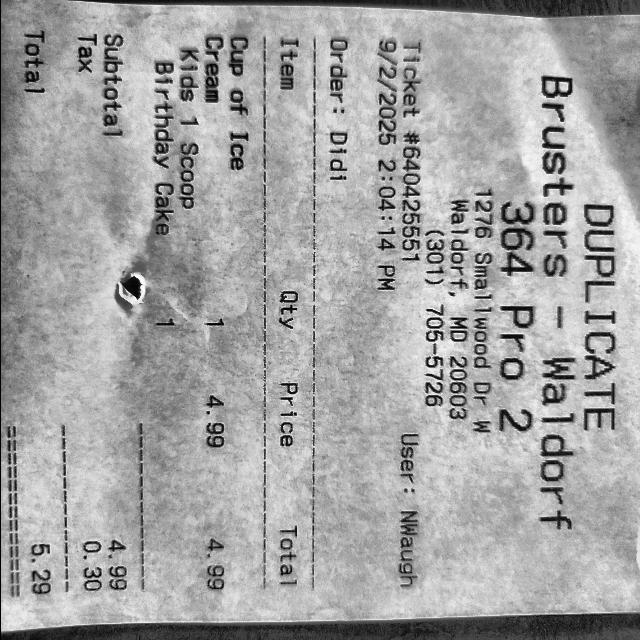 DUPLICATE
Brusters - Waldorf
364 Pro 2
1276 Smallwood Dr W
Waldorf, MD 20603
(301) 705-5726
Ticket #640425551 User: NWaugh
9/2/2025 2:04:14 PM
Order: Didi
Item Qty Price Total
Cup of Ice
Cream 1 4.99 4.99
Kids 1 Scoop
Birthday Cake 1
Subtotal 4.99
Tax 0.30
Total 5.29